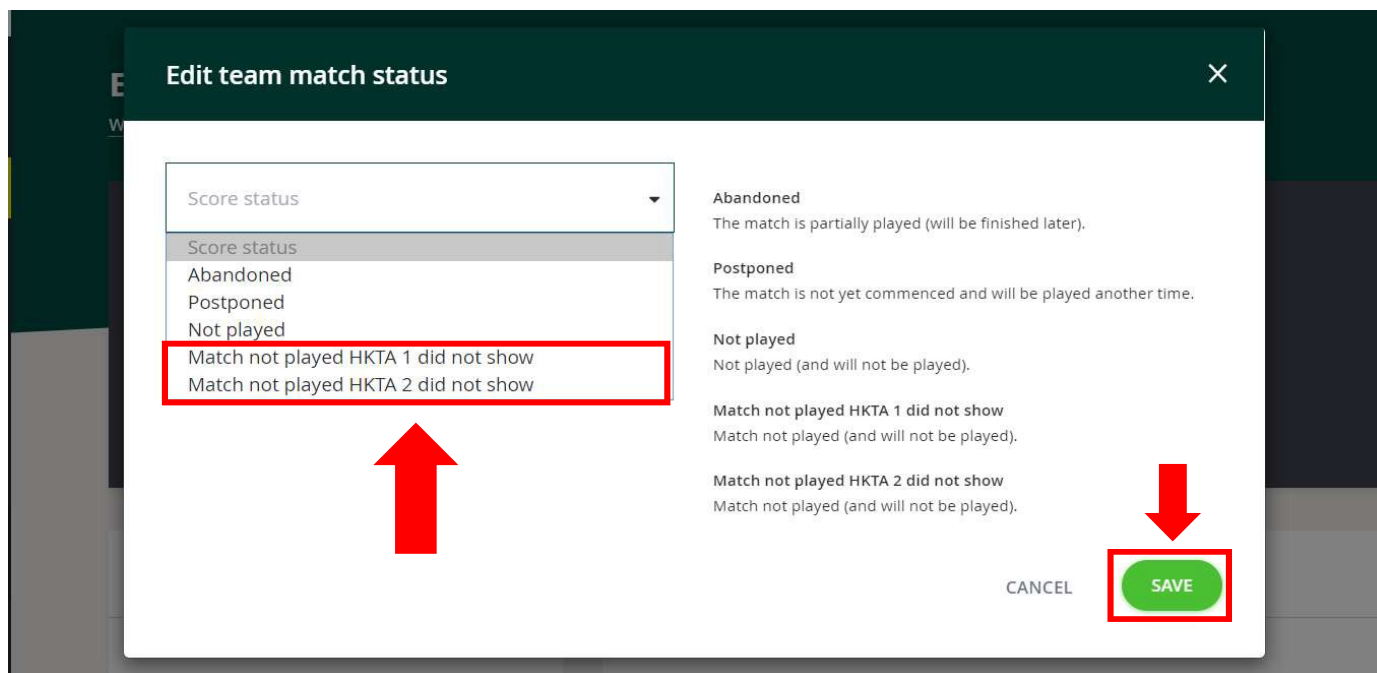 E
W
Edit team match status
Score status
Score status
Abandoned
Postponed
Not played
Match not played HKTA 1 did not show
Match not played HKTA 2 did not show
Abandoned
The match is partially played (will be finished later).
Postponed
The match is not yet commenced and will be played another time.
Not played
Not played (and will not be played).
Match not played HKTA 1 did not show
Match not played (and will not be played).
Match not played HKTA 2 did not show
Match not played (and will not be played).
CANCEL
SAVE